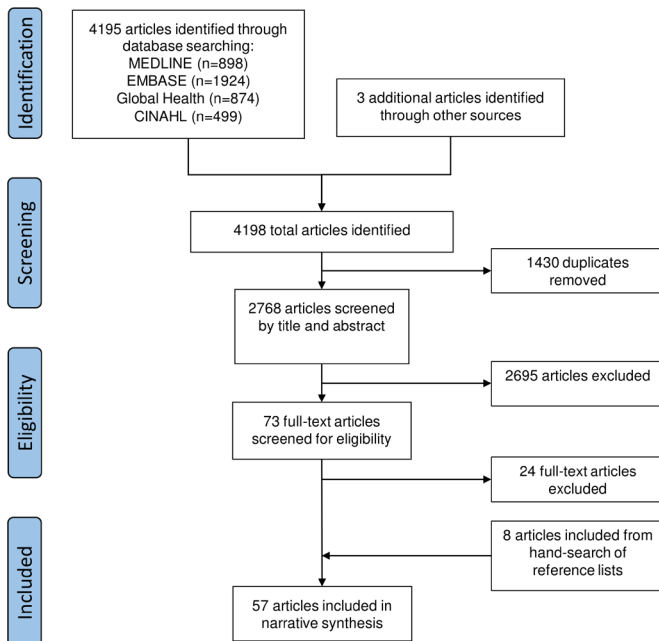 Identification
4195 articles identified through
database searching:
MEDLINE (n=898)
EMBASE (n=1924)
Global Health (n=874)
CINAHL (n=499)
3 additional articles identified
through other sources
Screening
4198 total articles identified
1430 duplicates
removed
2768 articles screened
by title and abstract
Eligibility
2695 articles excluded
73 full-text articles
screened for eligibility
24 full-text articles
excluded
Included
8 articles included from
hand-search of
reference lists
57 articles included in
narrative synthesis